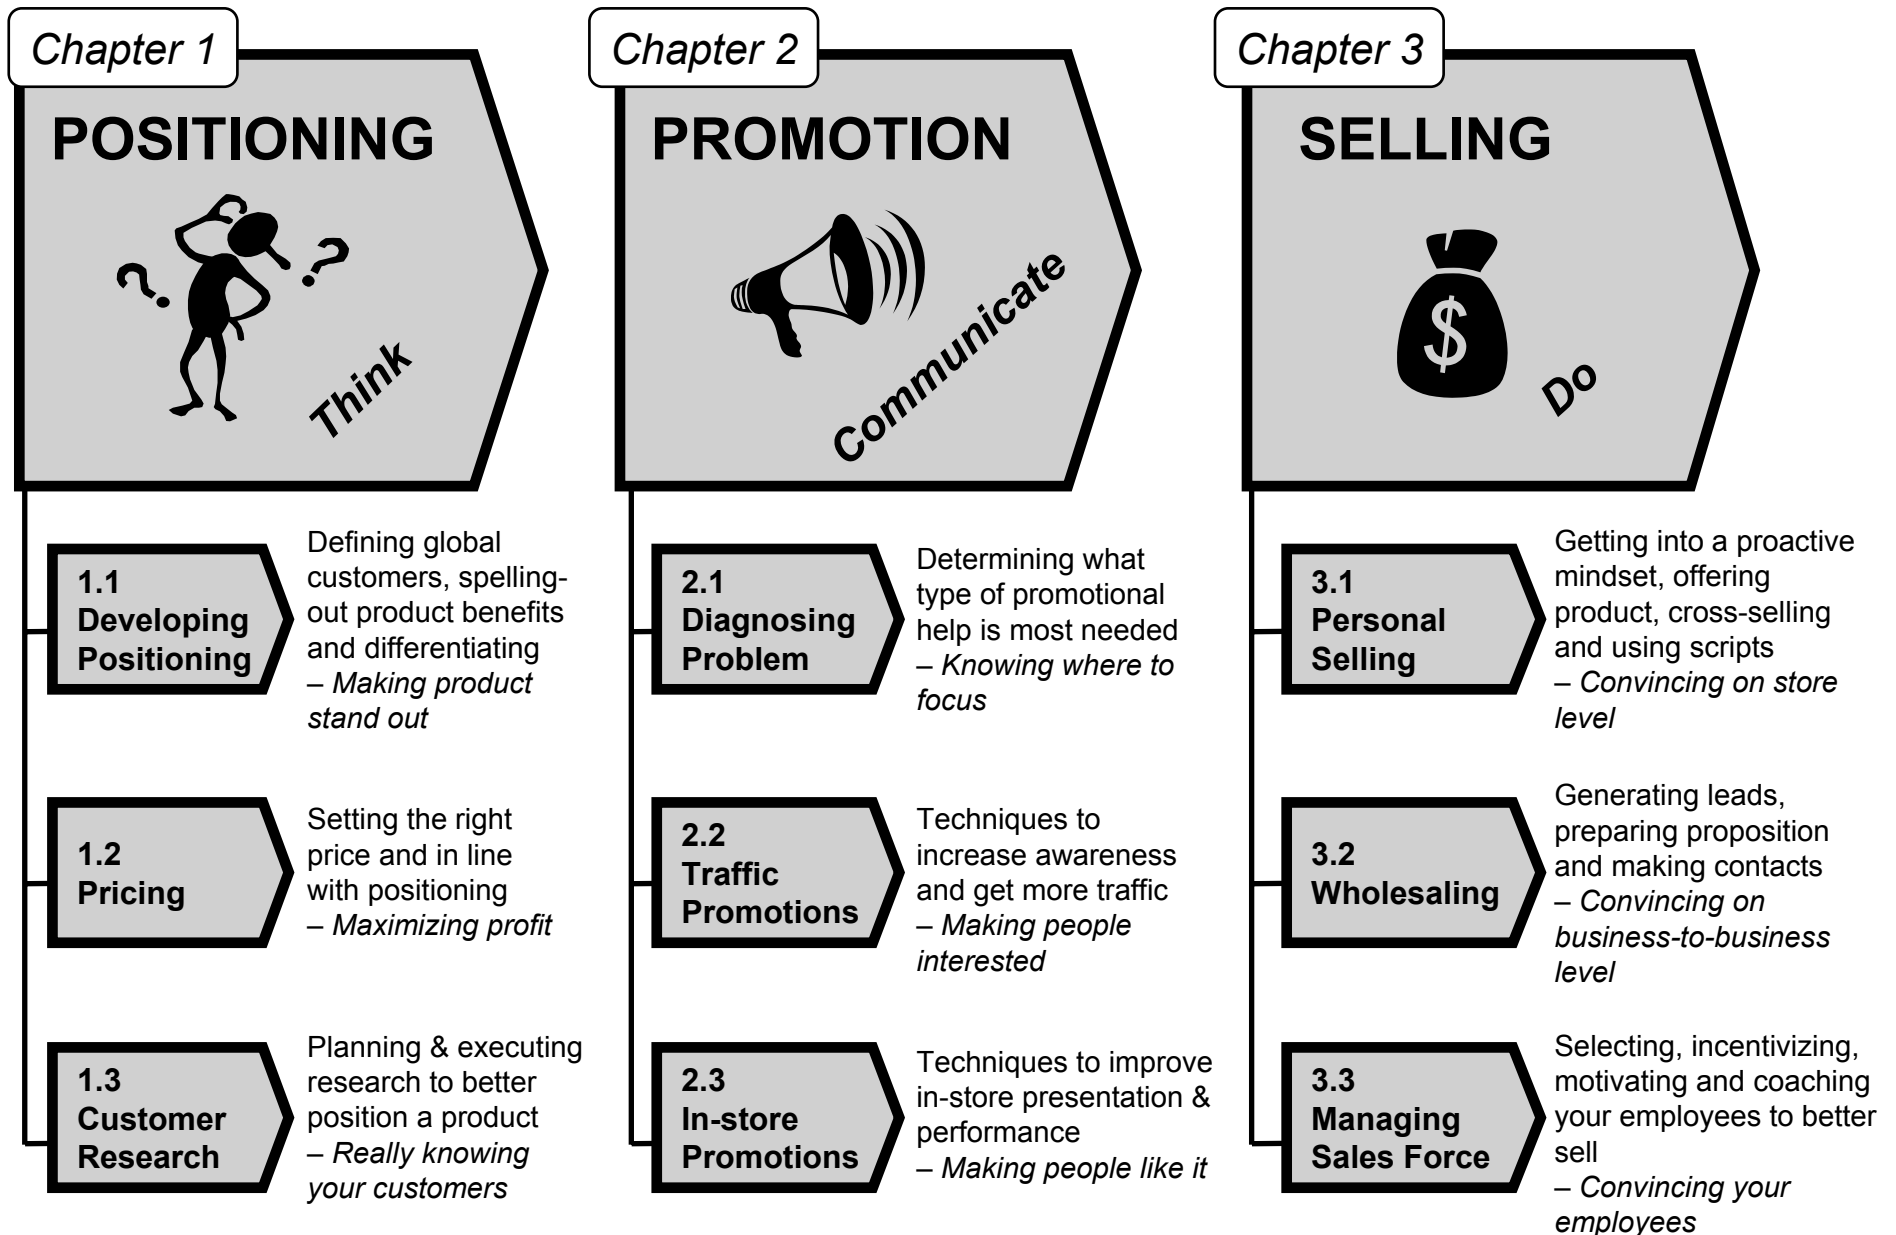 Chapter 1
POSITIONING
?
?
Think
1.1
Developing
Positioning
Defining global
customers, spelling-
out product benefits
and differentiating
– Making product
stand out
1.2
Pricing
Setting the right
price and in line
with positioning
– Maximizing profit
1.3
Customer
Research
Planning & executing
research to better
position a product
– Really knowing
your customers
Chapter 2
PROMOTION
Communicate
2.1
Diagnosing
Problem
Determining what
type of promotional
help is most needed
– Knowing where to
focus
2.2
Traffic
Promotions
Techniques to
increase awareness
and get more traffic
– Making people
interested
2.3
In-store
Promotions
Techniques to improve
in-store presentation &
performance
– Making people like it
Chapter 3
SELLING
$
Do
3.1
Personal
Selling
Getting into a proactive
mindset, offering
product, cross-selling
and using scripts
– Convincing on store
level
3.2
Wholesaling
Generating leads,
preparing proposition
and making contacts
– Convincing on
business-to-business
level
3.3
Managing
Sales Force
Selecting, incentivizing,
motivating and coaching
your employees to better
sell
– Convincing your
employees